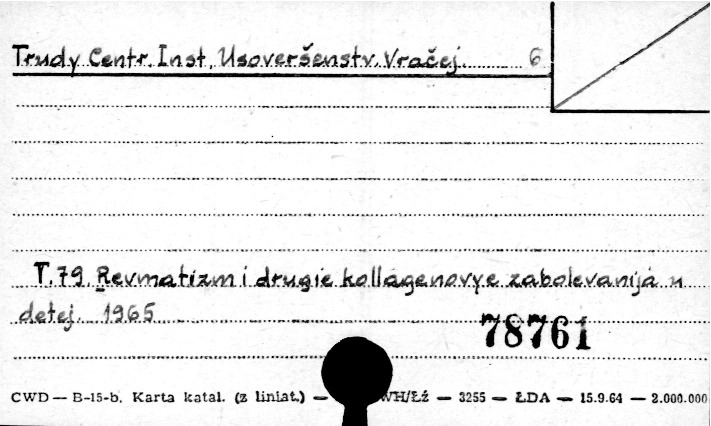 Trudy Centr. Inst. Usoveršenstv. Vračej. 6
T.79. Revmatizm i drugie kollagenovye zabolevanija u
detej. 1965
78761
CWD — B-15-b. Karta katal. (z liniat.) — WH/Łź — 3255 — ŁDA — 15.9.64 — 2.000.000